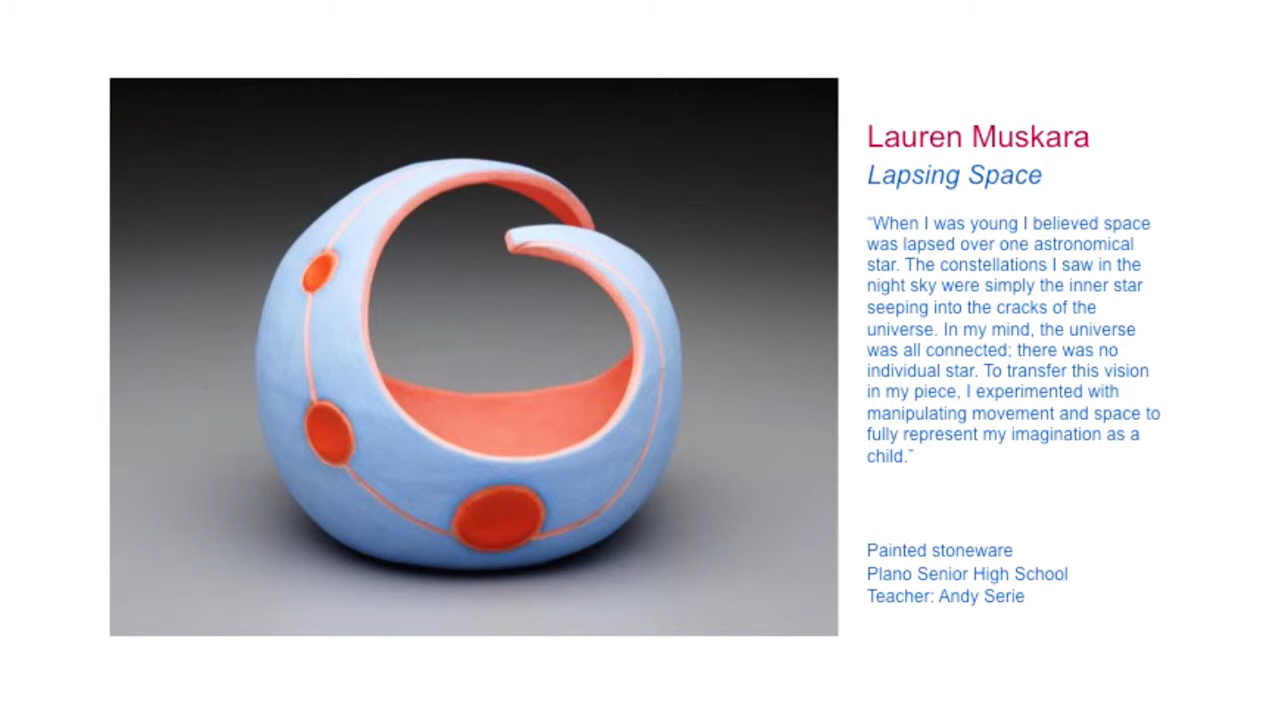 Lauren Muskara
Lapsing Space
“When I was young I believed space
was lapsed over one astronomical
star. The constellations I saw in the
night sky were simply the inner star
seeping into the cracks of the
universe. In my mind, the universe
was all connected; there was no
individual star. To transfer this vision
in my piece, I experimented with
manipulating movement and space to
fully represent my imagination as a
child.”
Painted stoneware
Plano Senior High School
Teacher: Andy Serie